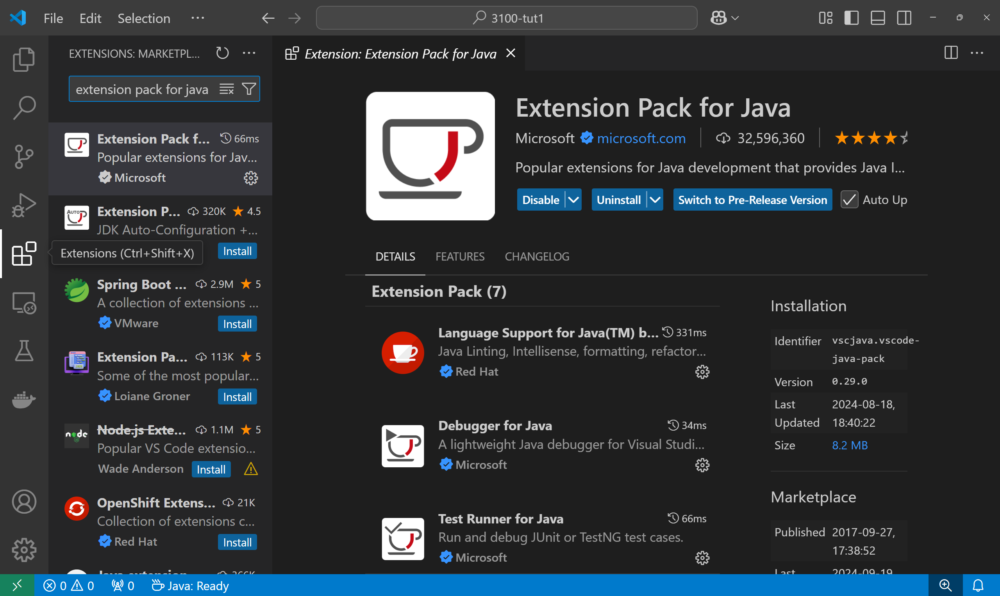 File Edit Selection ... 3100-tut1
EXTENSIONS: MARKETPL...
extension pack for java
Extension Pack f... 66ms
Popular extensions for Jav...
Microsoft
AUTO
Extension P... 320K 4.5
JDK Auto-Configuration +...
Install
Extensions (Ctrl+Shift+X)
Spring Boot ... 2.9M 5
A collection of extensions ...
VMware Install
Extension Pa... 113K 5
Some of the most popular...
Loiane Groner Install
node
Node.js Exte... 1.1M 5
Popular VS Code extensio...
Wade Anderson Install
OpenShift Extens... 21K
Collection of extensions c...
Red Hat Install
Java extension 366K
Extension: Extension Pack for Java
Extension Pack for Java
Microsoft microsoft.com 32,596,360
Popular extensions for Java development that provides Java I...
Disable Uninstall Switch to Pre-Release Version Auto Up
DETAILS FEATURES CHANGELOG
Extension Pack (7)
Language Support for Java(TM) b... 331ms
Java Linting, Intellisense, formatting, refactor...
Red Hat
Debugger for Java 34ms
A lightweight Java debugger for Visual Studi...
Microsoft
Test Runner for Java 66ms
Run and debug JUnit or TestNG test cases.
Microsoft
Installation
Identifier vscjava.vscode-
java-pack
Version 0.29.0
Last 2024-08-18,
Updated 18:40:22
Size 8.2 MB
Marketplace
Published 2017-09-27,
17:38:52
Last 2024-09-19,
0 0 0 Java: Ready